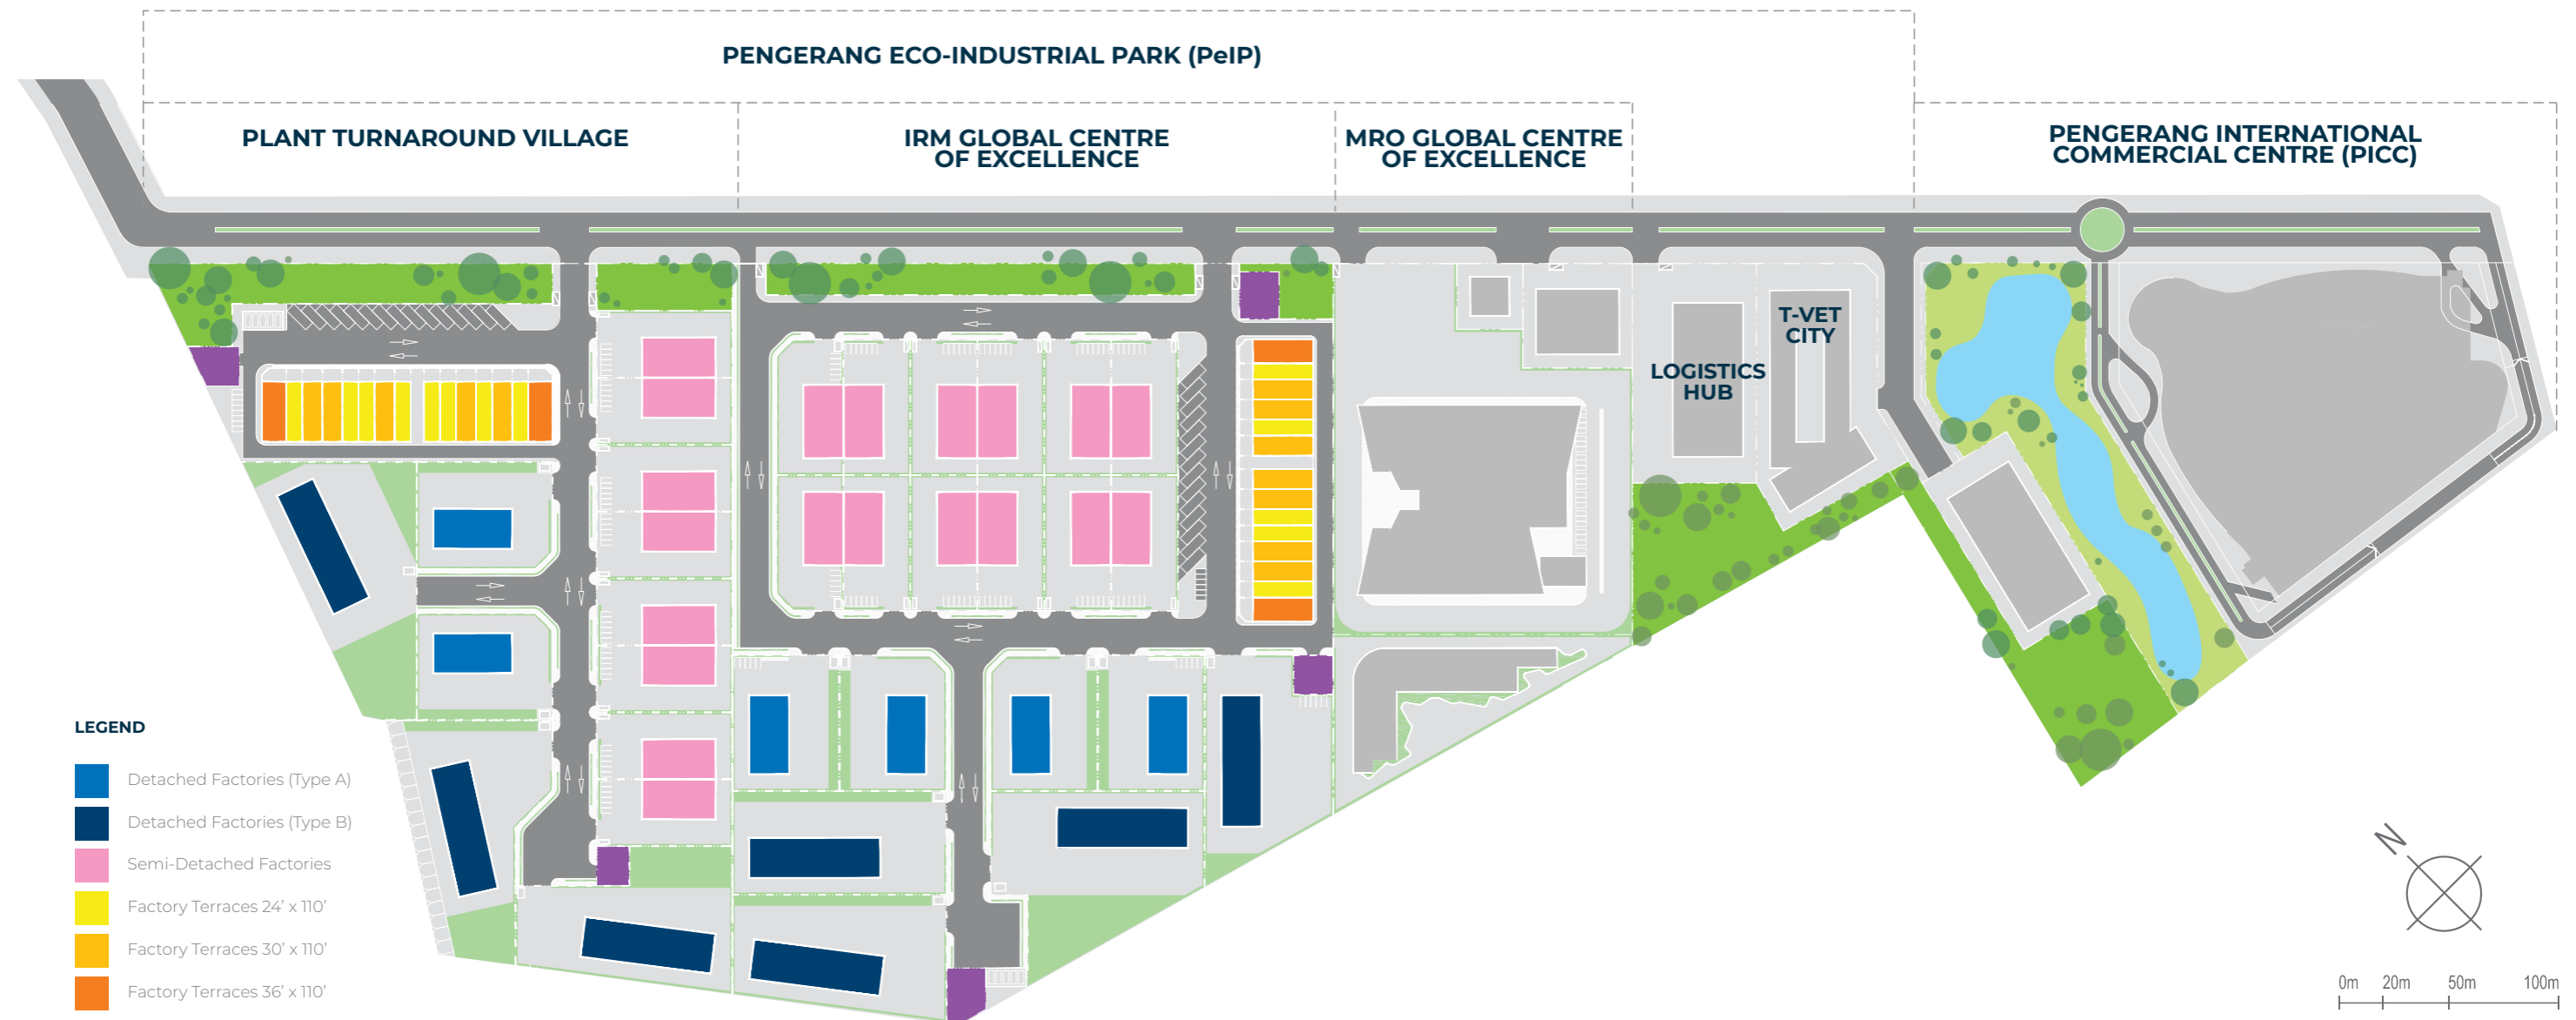 PENGERANG ECO-INDUSTRIAL PARK (PeIP)
PLANT TURNAROUND VILLAGE
IRM GLOBAL CENTRE
OF EXCELLENCE
MRO GLOBAL CENTRE
OF EXCELLENCE
PENGERANG INTERNATIONAL
COMMERCIAL CENTRE (PICC)
T-VET
CITY
LOGISTICS
HUB
LEGEND
Detached Factories (Type A)
Detached Factories (Type B)
Semi-Detached Factories
Factory Terraces 24' x 110'
Factory Terraces 30' x 110'
Factory Terraces 36' x 110'
N
0m 20m 50m 100m